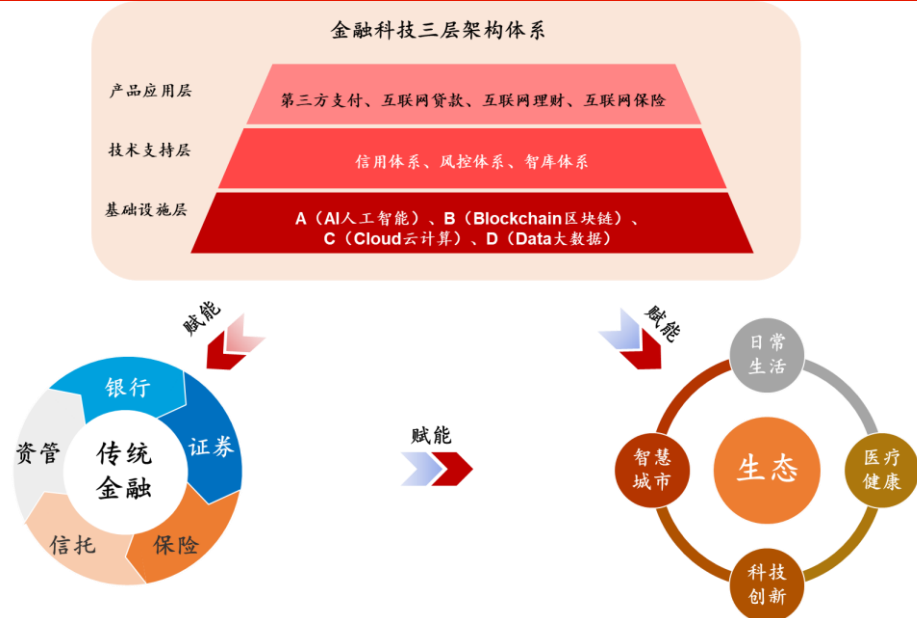 金融科技三层架构体系
产品应用层
第三方支付、互联网贷款、互联网理财、互联网保险
技术支持层
信用体系、风控体系、智库体系
基础设施层
A（AI人工智能）、B（Blockchain区块链）、
C（Cloud云计算）、D（Data大数据）
赋能
赋能
银行
证券
保险
信托
资管
传统
金融
赋能
日常
生活
智慧
城市
生态
医疗
健康
科技
创新